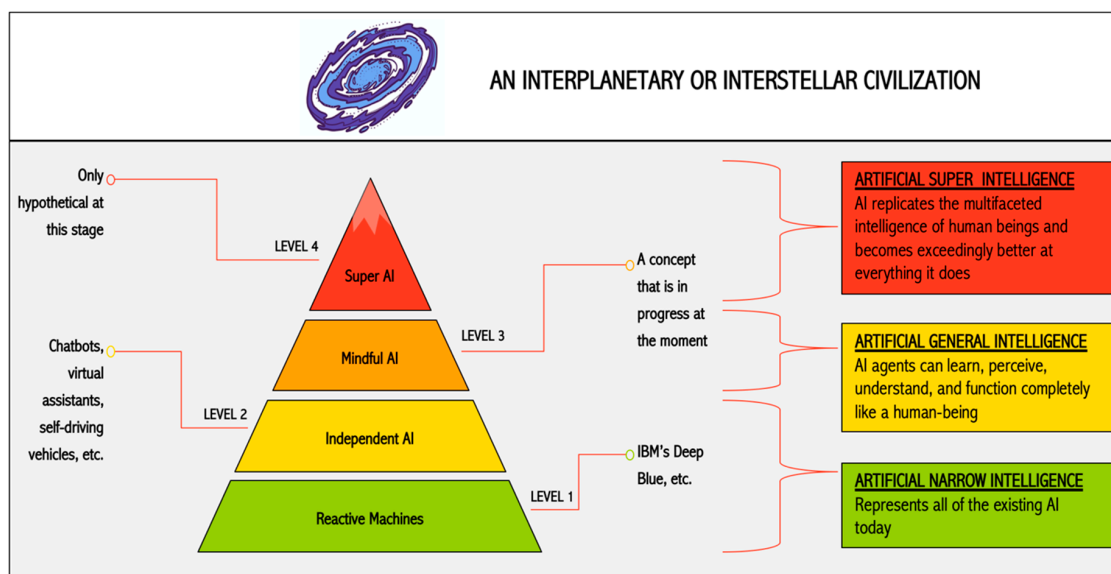 AN INTERPLANETARY OR INTERSTELLAR CIVILIZATION
Only
hypothetical at
this stage
LEVEL 4
Super AI
A concept
that is in
progress at
the moment
LEVEL 3
Mindful AI
Chatbots,
virtual
assistants,
self-driving
vehicles, etc.
LEVEL 2
Independent AI
IBM's Deep
Blue, etc.
LEVEL 1
Reactive Machines
ARTIFICIAL SUPER INTELLIGENCE
AI replicates the multifaceted
intelligence of human beings and
becomes exceedingly better at
everything it does
ARTIFICIAL GENERAL INTELLIGENCE
AI agents can learn, perceive,
understand, and function completely
like a human-being
ARTIFICIAL NARROW INTELLIGENCE
Represents all of the existing AI
today